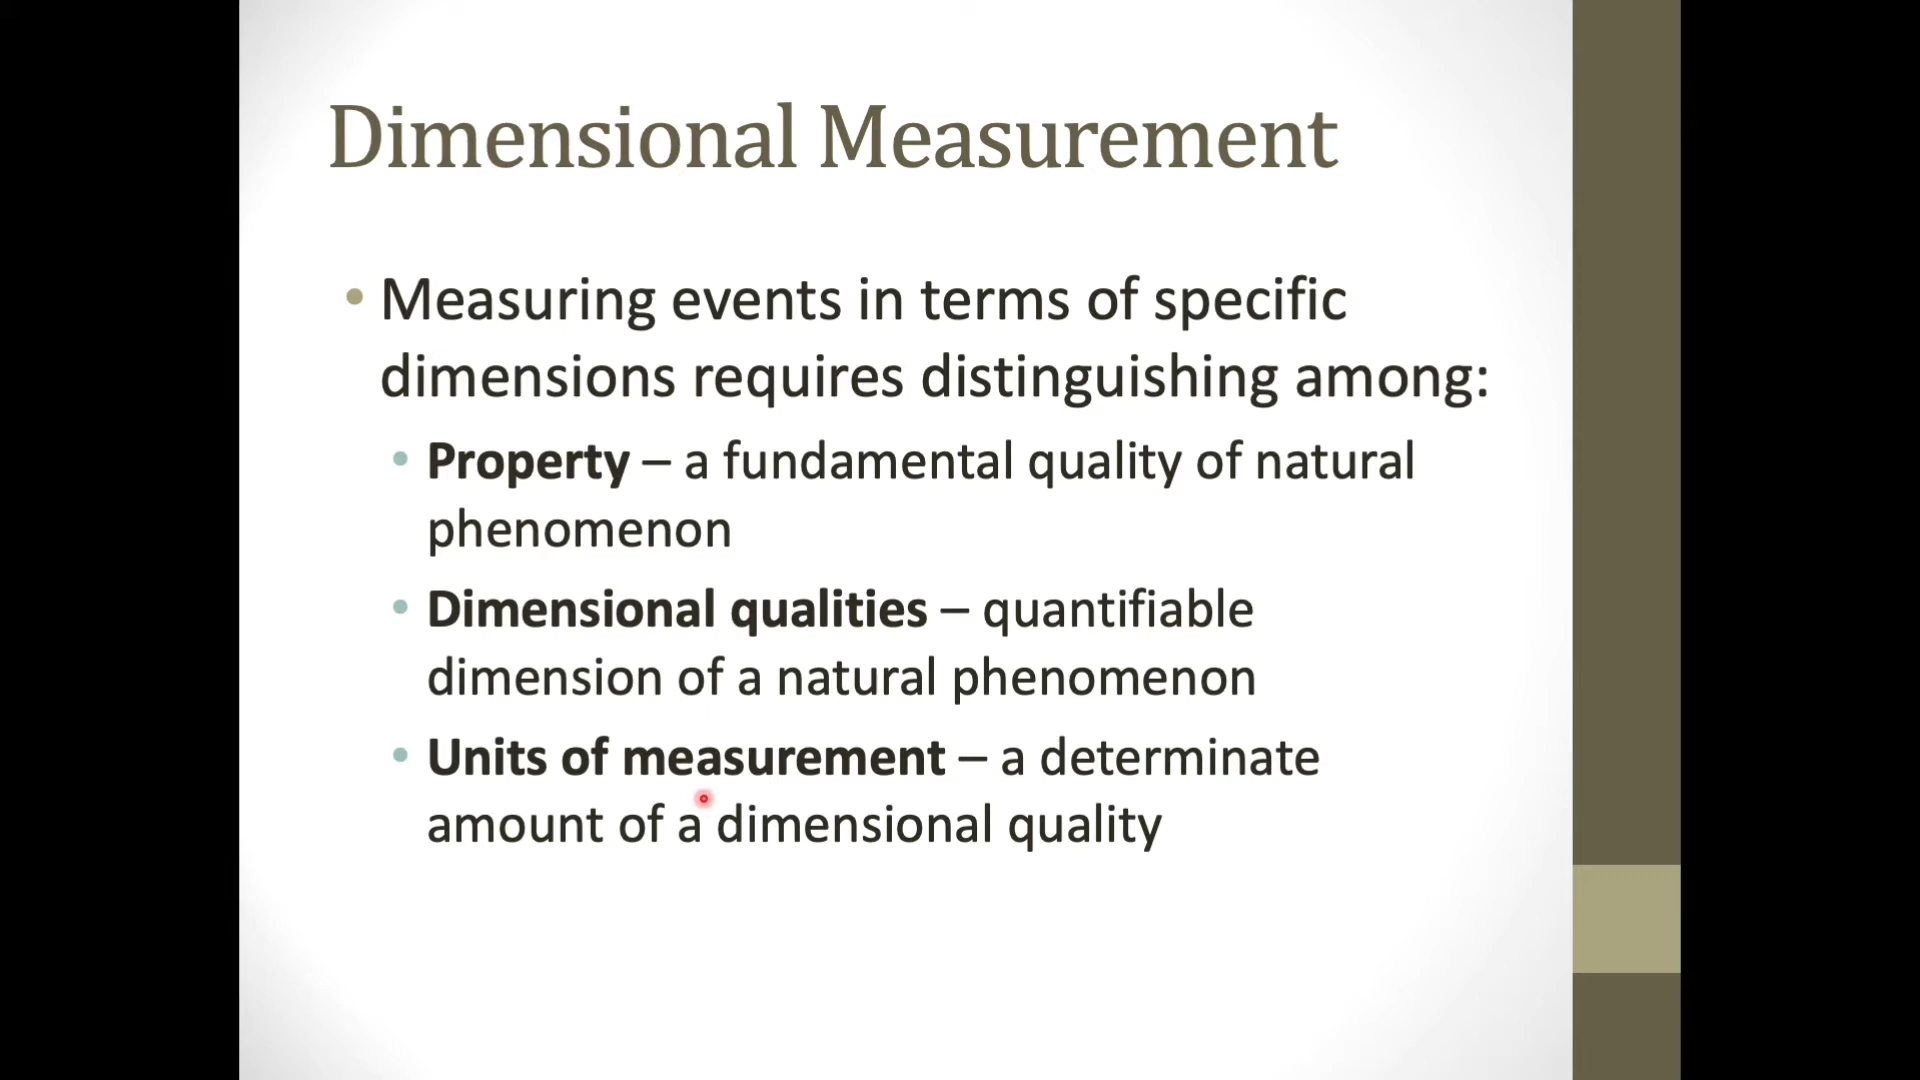 Dimensional Measurement
• Measuring events in terms of specific
dimensions requires distinguishing among:
• Property – a fundamental quality of natural
phenomenon
• Dimensional qualities – quantifiable
dimension of a natural phenomenon
• Units of measurement – a determinate
amount of a dimensional quality